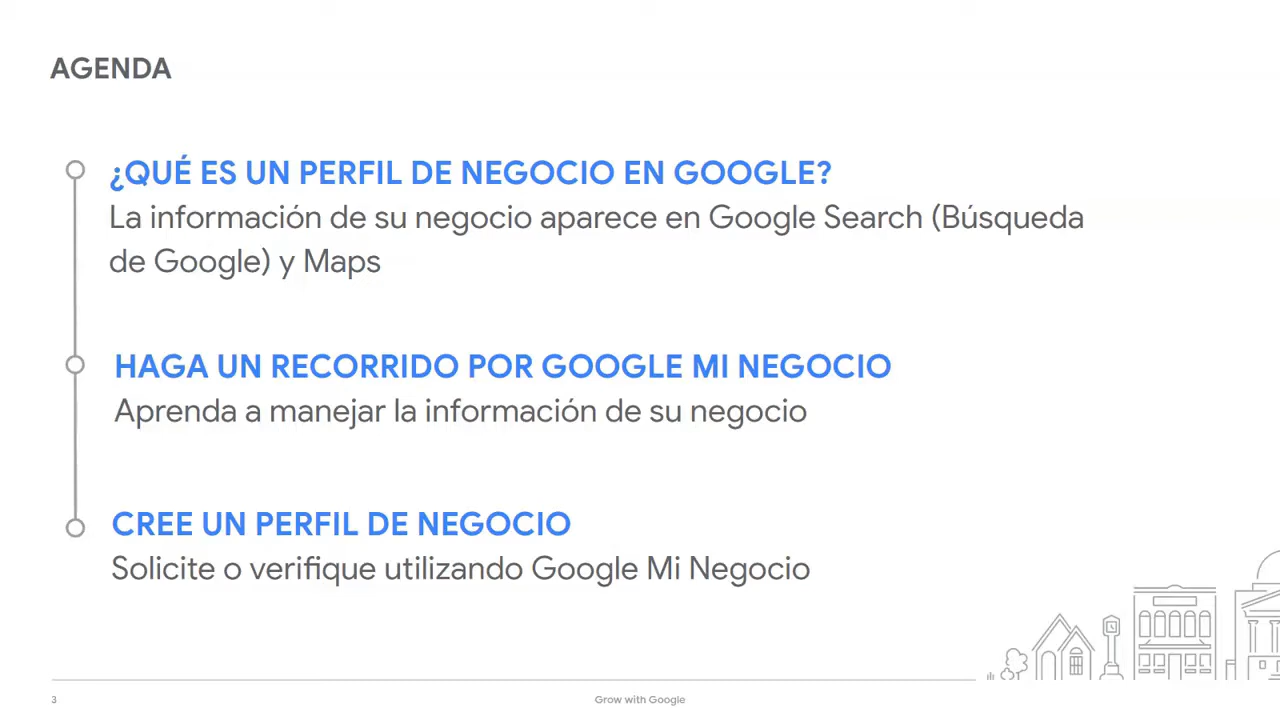 AGENDA
¿QUÉ ES UN PERFIL DE NEGOCIO EN GOOGLE?
La información de su negocio aparece en Google Search (Búsqueda
de Google) y Maps
HAGA UN RECORRIDO POR GOOGLE MI NEGOCIO
Aprenda a manejar la información de su negocio
CREE UN PERFIL DE NEGOCIO
Solicite o verifique utilizando Google Mi Negocio
3
Grow with Google